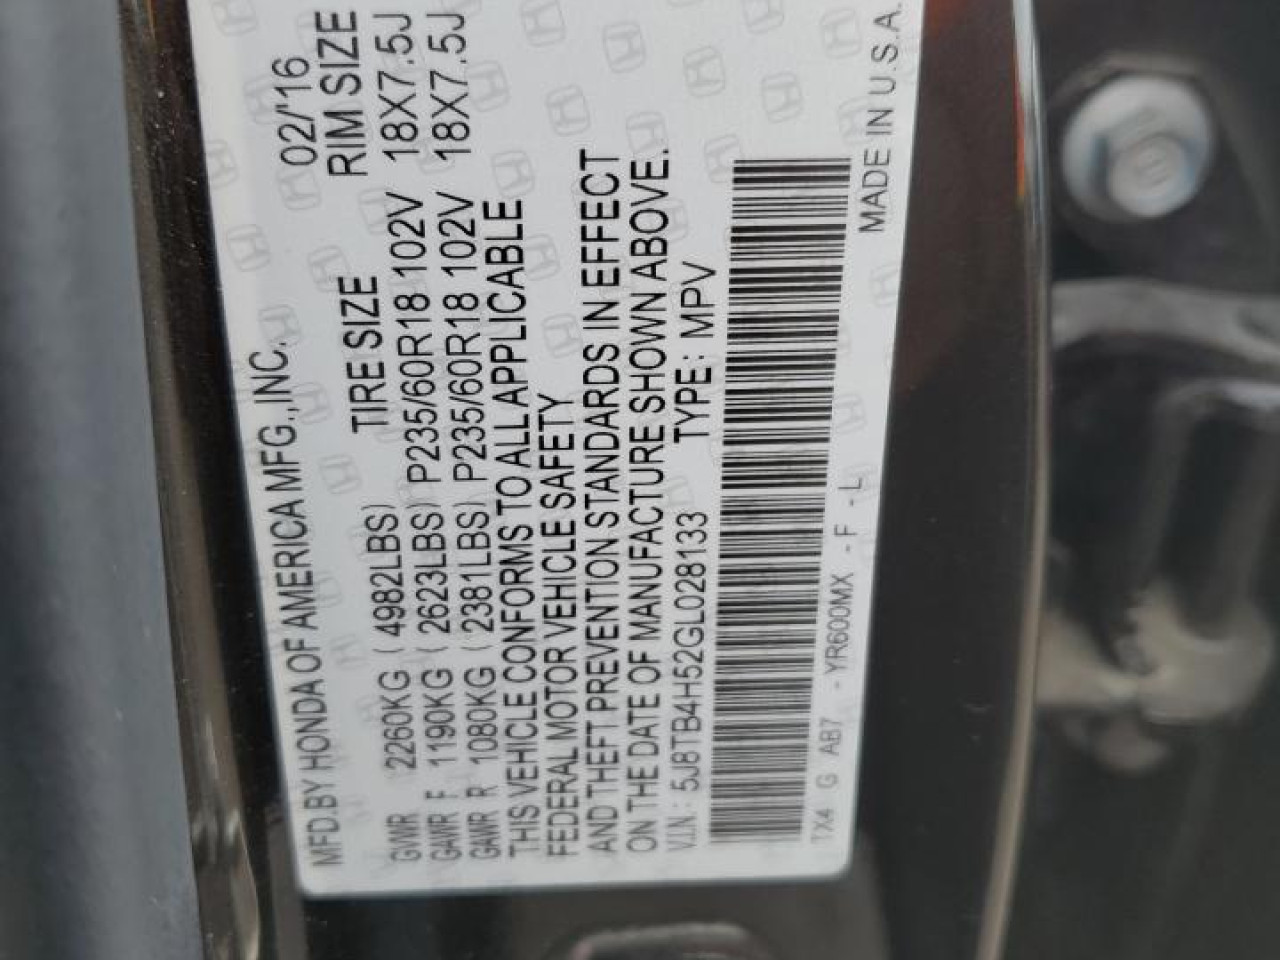 MFD.BY HONDA OF AMERICA MFG.,INC. 02/'16
TIRE SIZE RIM SIZE
GVWR 2260KG ( 4982LBS)
GAWR F 1190KG ( 2623LBS) P235/60R18 102V 18X7.5J
GAWR R 1080KG ( 2381LBS) P235/60R18 102V 18X7.5J
THIS VEHICLE CONFORMS TO ALL APPLICABLE
FEDERAL MOTOR VEHICLE SAFETY
AND THEFT PREVENTION STANDARDS IN EFFECT
ON THE DATE OF MANUFACTURE SHOWN ABOVE.
V.I.N : 5J8TB4H52GL028133 TYPE : MPV
TX4 G AB7 - YR600MX - F - L
MADE IN U.S.A.